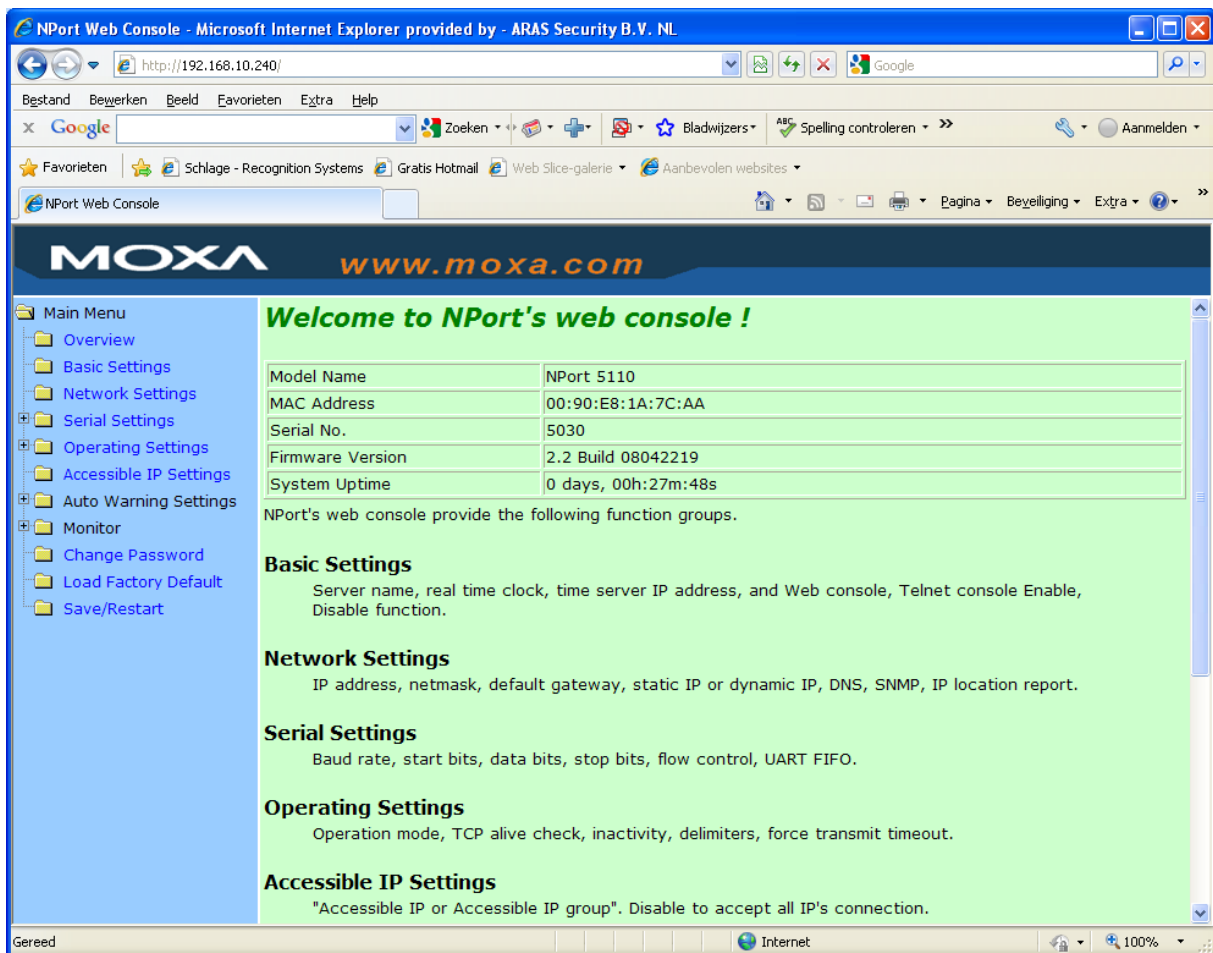 NPort Web Console - Microsoft Internet Explorer provided by - ARAS Security B.V. NL
http://192.168.10.240/
Google
Bestand Bewerken Beeld Favorieten Extra Help
x Google Zoeken Bladwijzers ABC Spelling controleren » Aanmelden
Favorieten Schlage - Recognition Systems Gratis Hotmail Web Slice-galerie Aanbevolen websites
NPort Web Console Pagina Beveiliging Extra »
MOXA www.moxa.com
Main Menu
Overview
Basic Settings
Network Settings
Serial Settings
Operating Settings
Accessible IP Settings
Auto Warning Settings
Monitor
Change Password
Load Factory Default
Save/Restart
Welcome to NPort's web console !
Model Name NPort 5110
MAC Address 00:90:E8:1A:7C:AA
Serial No. 5030
Firmware Version 2.2 Build 08042219
System Uptime 0 days, 00h:27m:48s
NPort's web console provide the following function groups.
Basic Settings
Server name, real time clock, time server IP address, and Web console, Telnet console Enable,
Disable function.
Network Settings
IP address, netmask, default gateway, static IP or dynamic IP, DNS, SNMP, IP location report.
Serial Settings
Baud rate, start bits, data bits, stop bits, flow control, UART FIFO.
Operating Settings
Operation mode, TCP alive check, inactivity, delimiters, force transmit timeout.
Accessible IP Settings
"Accessible IP or Accessible IP group". Disable to accept all IP's connection.
Gereed Internet 100%